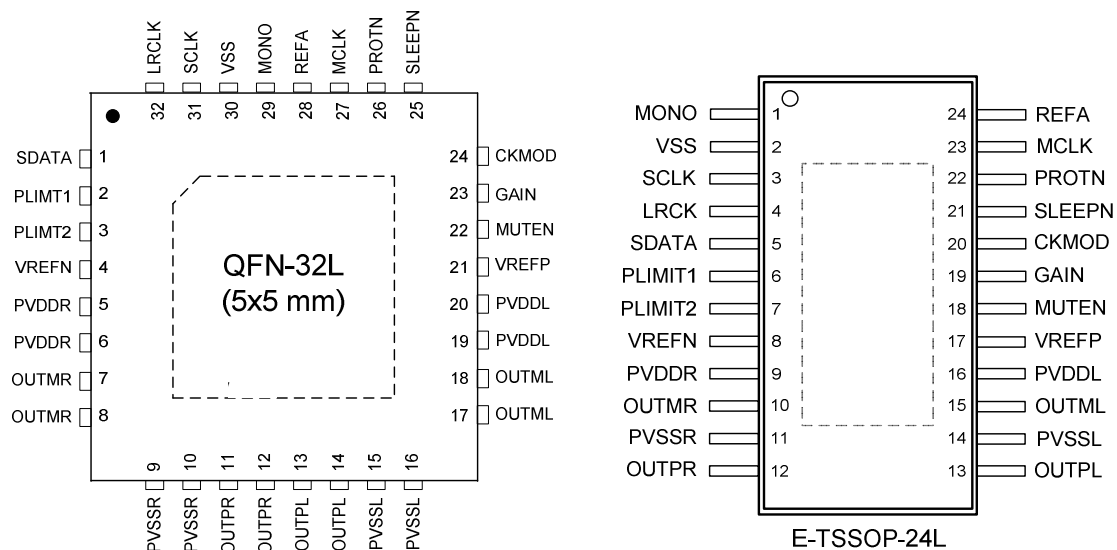 LRCLK
SCLK
VSS
MONO
REFA
MCLK
PROTN
SLEEPN
32
31
30
29
28
27
26
25
SDATA 1
PLIMT1 2
PLIMT2 3
VREFN 4
PVDDR 5
PVDDR 6
OUTMR 7
OUTMR 8
QFN-32L
(5x5 mm)
24 CKMOD
23 GAIN
22 MUTEN
21 VREFP
20 PVDDL
19 PVDDL
18 OUTML
17 OUTML
9
10
11
12
13
14
15
16
PVSSR
PVSSR
OUTPR
OUTPR
OUTPL
OUTPL
PVSSL
PVSSL
MONO 1
VSS 2
SCLK 3
LRCK 4
SDATA 5
PLIMIT1 6
PLIMIT2 7
VREFN 8
PVDDR 9
OUTMR 10
PVSSR 11
OUTPR 12
24 REFA
23 MCLK
22 PROTN
21 SLEEPN
20 CKMOD
19 GAIN
18 MUTEN
17 VREFP
16 PVDDL
15 OUTML
14 PVSSL
13 OUTPL
E-TSSOP-24L